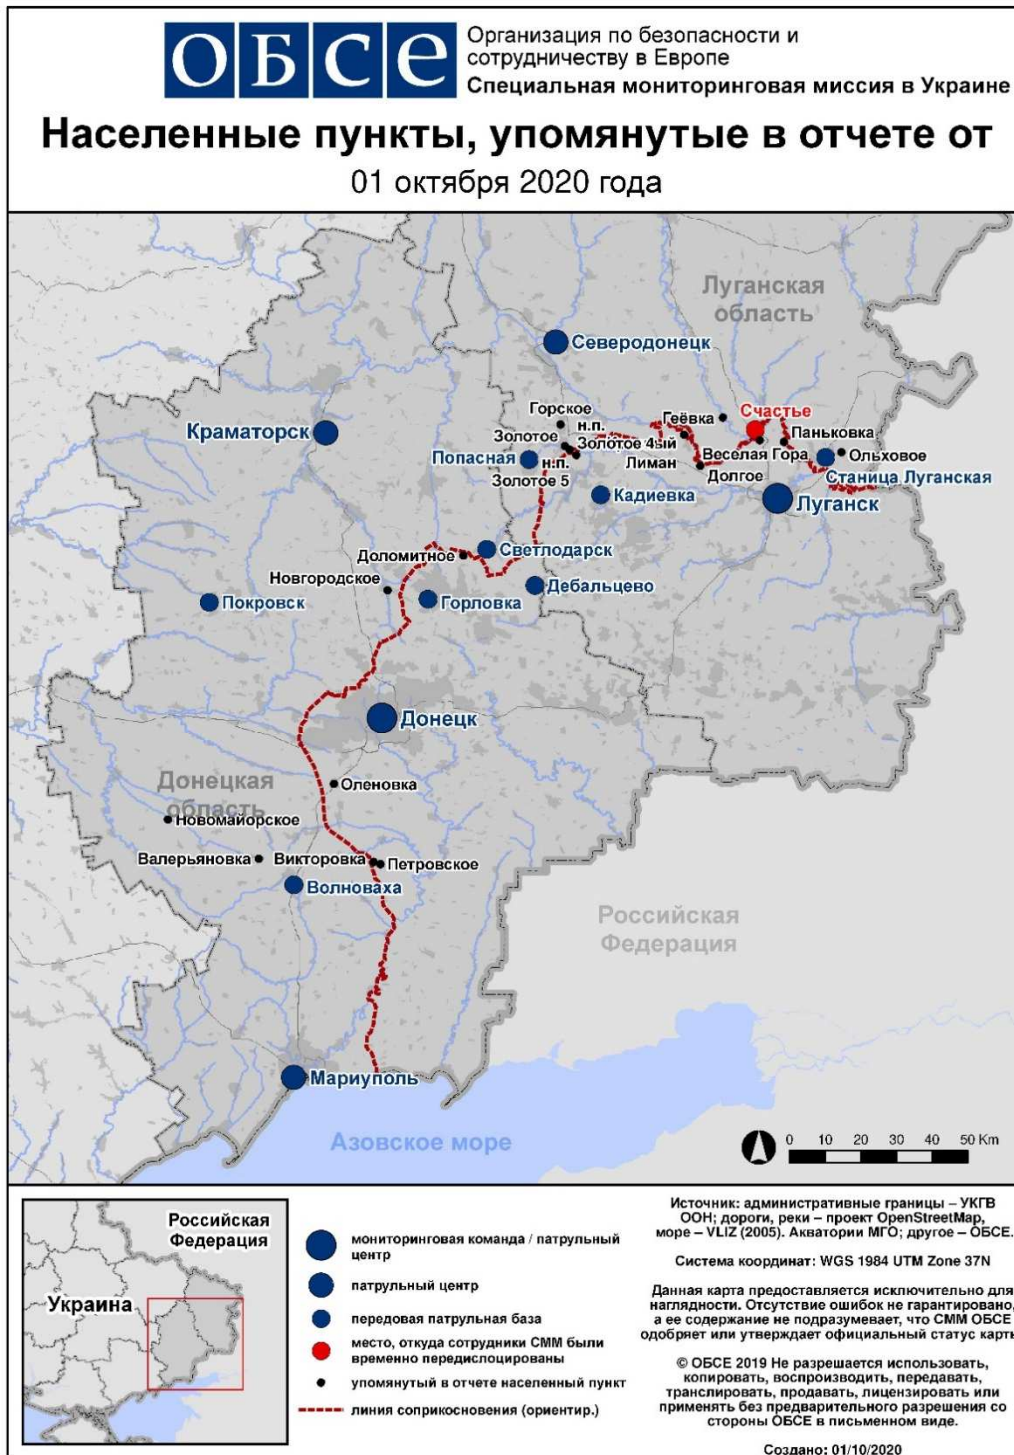 ОБСЕ
Организация по безопасности и
сотрудничеству в Европе
Специальная мониторинговая миссия в Украине
Населенные пункты, упомянутые в отчете от
01 октября 2020 года
Луганская
область
Северодонецк
Горское
н.п.
Геёвка
Счастье
Краматорск
Золотое
Золотое 4ый
Паньковка
Попасная
н.п.
Лиман
Веселая Гора
Ольховое
Золотое 5
Долгое
Станица Луганская
Кадиевка
Луганск
Доломитное
Светлодарск
Новгородское
Дебальцево
Покровск
Горловка
Донецк
Донецкая
область
Оленовка
Новомайорское
Валерьяновка
Викторовка
Петровское
Волноваха
Российская
Федерация
Мариуполь
Азовское море
0 10 20 30 40 50 Km
Российская
Федерация
Украина
мониторинговая команда / патрульный
центр
патрульный центр
передовая патрульная база
место, откуда сотрудники СММ были
временно передислоцированы
упомянутый в отчете населенный пункт
линия соприкосновения (ориентир.)
Источник: административные границы – УКГВ
ООН; дороги, реки – проект OpenStreetMap,
море – VLIZ (2005). Акватории МГО; другое – ОБСЕ.
Система координат: WGS 1984 UTM Zone 37N
Данная карта предоставляется исключительно для
наглядности. Отсутствие ошибок не гарантировано,
а ее содержание не подразумевает, что СММ ОБСЕ
одобряет или утверждает официальный статус карты
© ОБСЕ 2019 Не разрешается использовать,
копировать, воспроизводить, передавать,
транслировать, продавать, лицензировать или
применять без предварительного разрешения со
стороны ОБСЕ в письменном виде.
Создано: 01/10/2020